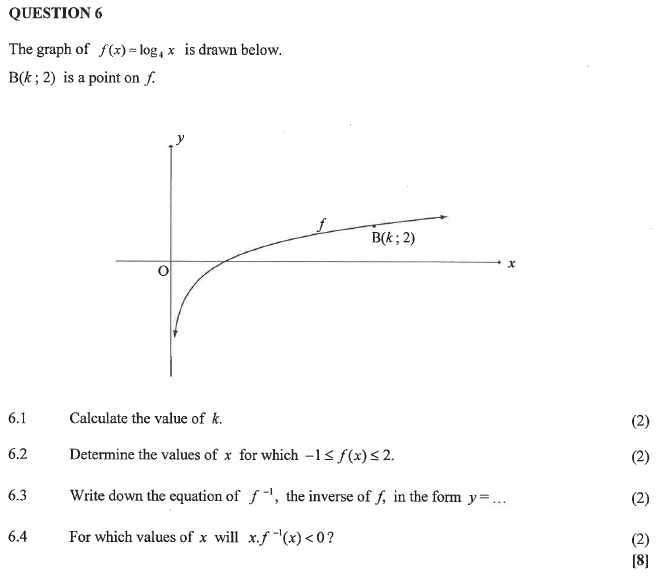 QUESTION 6
The graph of f(x) = log₄ x is drawn below.
B(k ; 2) is a point on f.
y
f
B(k ; 2)
O
x
6.1 Calculate the value of k. (2)
6.2 Determine the values of x for which −1 ≤ f(x) ≤ 2. (2)
6.3 Write down the equation of f⁻¹, the inverse of f, in the form y = ... (2)
6.4 For which values of x will x.f⁻¹(x) < 0? (2)
[8]